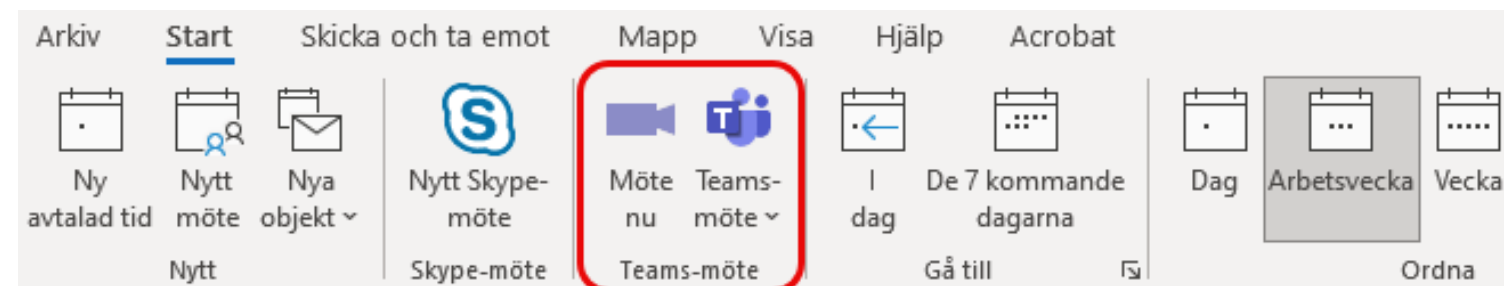 Arkiv Start Skicka och ta emot Mapp Visa Hjälp Acrobat
Ny avtalad tid
Nytt möte
Nya objekt
Nytt Skype-möte
Möte nu
Teams-möte
I dag
De 7 kommande dagarna
Dag
Arbetsvecka
Vecka
Nytt
Skype-möte
Teams-möte
Gå till
Ordna